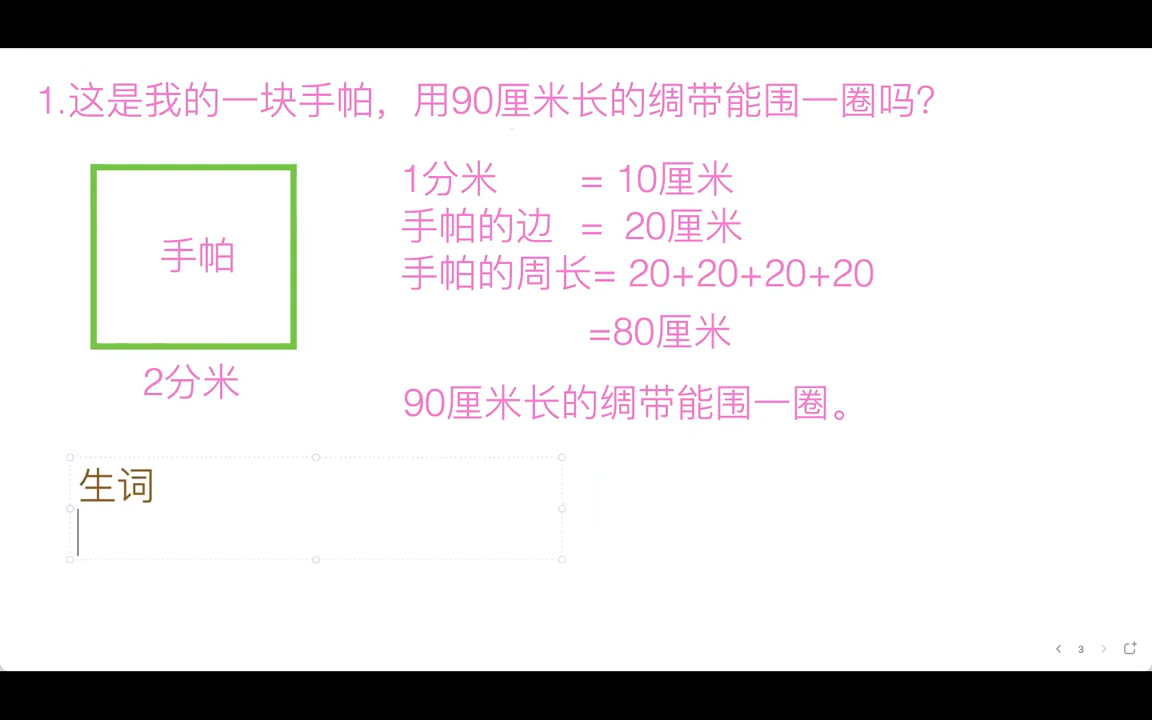 1.这是我的一块手帕，用90厘米长的绸带能围一圈吗？
1分米 = 10厘米
手帕的边 = 20厘米
手帕
手帕的周长= 20+20+20+20
=80厘米
2分米
90厘米长的绸带能围一圈。
生词
3